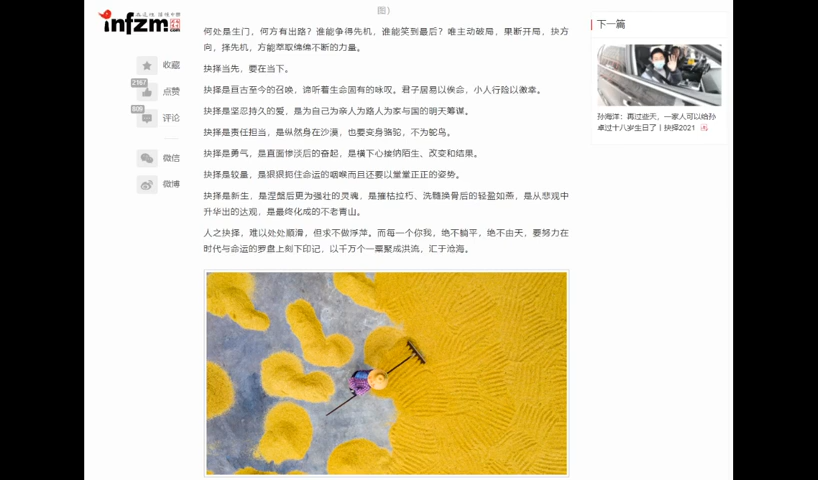 图）
infzm.com
收藏
2167
点赞
评论
微信
微博
何处是生门，何方有出路？谁能争得先机，谁能笑到最后？唯主动破局，果断开局，抉方
向，择先机，方能萃取绵绵不断的力量。
抉择当先，要在当下。
抉择是亘古至今的召唤，谛听着生命固有的咏叹。君子居易以俟命，小人行险以徼幸。
抉择是坚忍持久的爱，是为自己为亲人为路人为家与国的明天筹谋。
抉择是责任担当，是纵然身在沙漠，也要变身骆驼，不为鸵鸟。
抉择是勇气，是直面惨淡后的奋起，是横下心接纳陌生、改变和结果。
抉择是较量，是狠狠扼住命运的咽喉而且还要以堂堂正正的姿势。
抉择是新生，是涅槃后更为强壮的灵魂，是摧枯拉朽、洗髓换骨后的轻盈如燕，是从悲观中
升华出的达观，是最终化成的不老青山。
人之抉择，难以处处顺滑，但求不做浮萍。而每一个你我，绝不躺平，绝不由天，要努力在
时代与命运的罗盘上刻下印记，以千万个一粟聚成洪流，汇于沧海。
下一篇
孙海洋：再过些天，一家人可以给孙
卓过十八岁生日了丨抉择2021